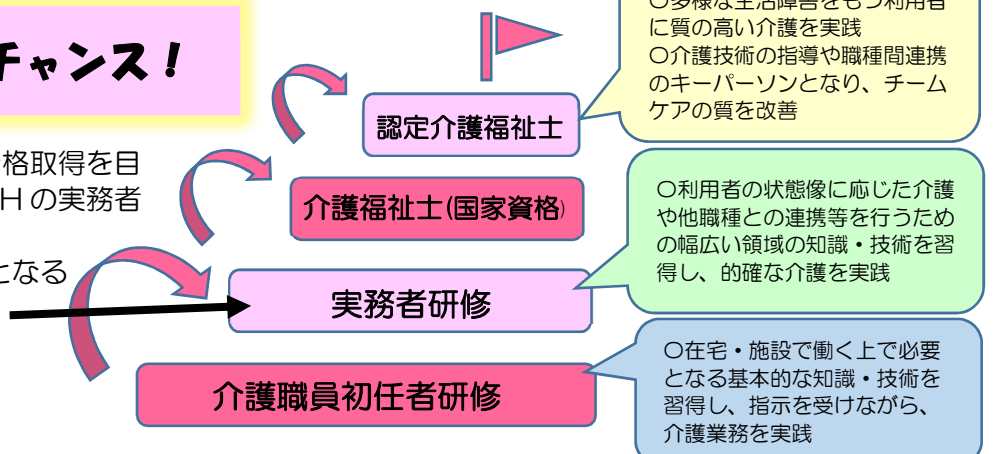 チャンス！
〇多様な生活障害をもつ利用者
に質の高い介護を実践
〇介護技術の指導や職種間連携
のキーパーソンとなり、チーム
ケアの質を改善
認定介護福祉士
格取得を目
H の実務者
となる
介護福祉士(国家資格)
〇利用者の状態像に応じた介護
や他職種との連携等を行うため
の幅広い領域の知識・技術を習
得し、的確な介護を実践
実務者研修
〇在宅・施設で働く上で必要
となる基本的な知識・技術を
習得し、指示を受けながら、
介護業務を実践
介護職員初任者研修